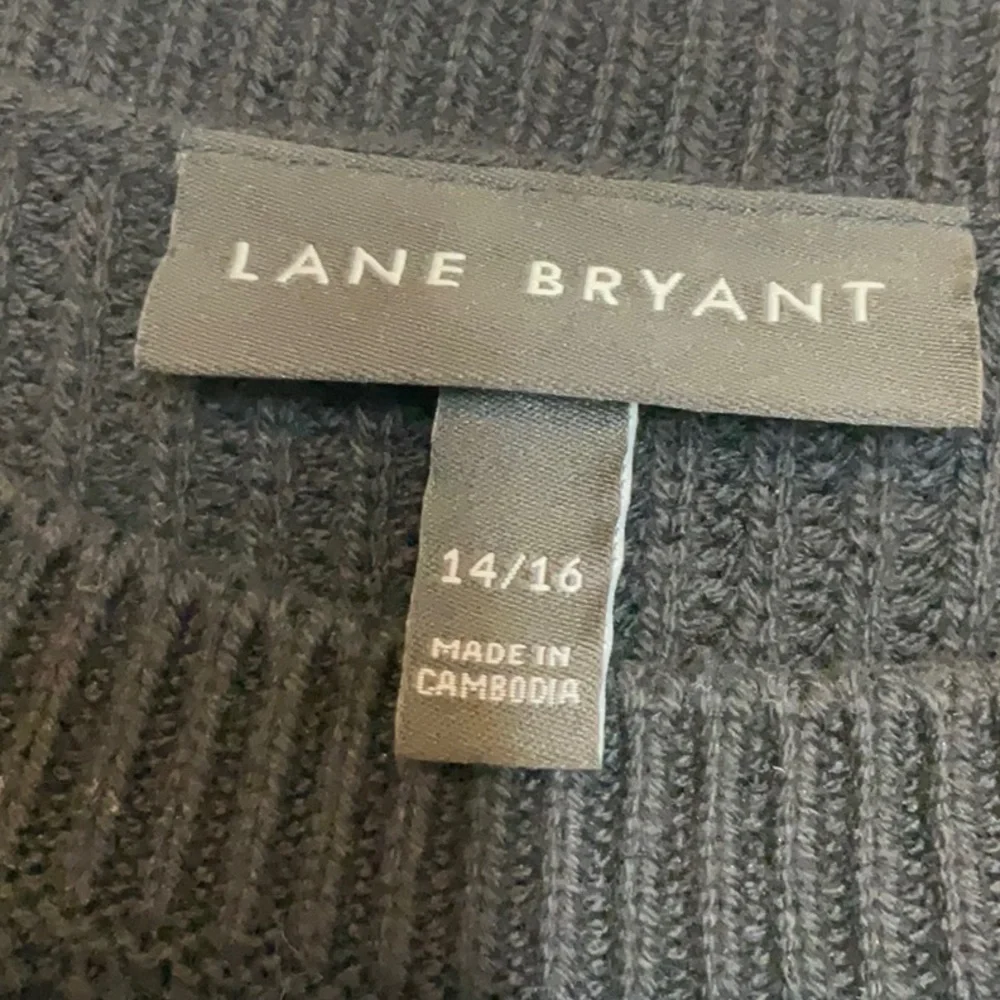 LANE BRYANT
14/16
MADE IN
CAMBODIA